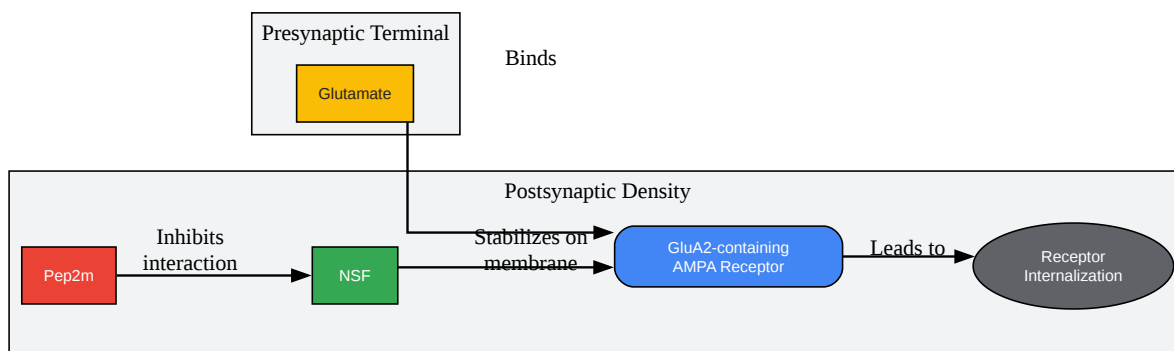 Presynaptic Terminal
Glutamate
Binds
Postsynaptic Density
Pep2m
Inhibits
interaction
NSF
Stabilizes on
membrane
GluA2-containing
AMPA Receptor
Leads to
Receptor
Internalization